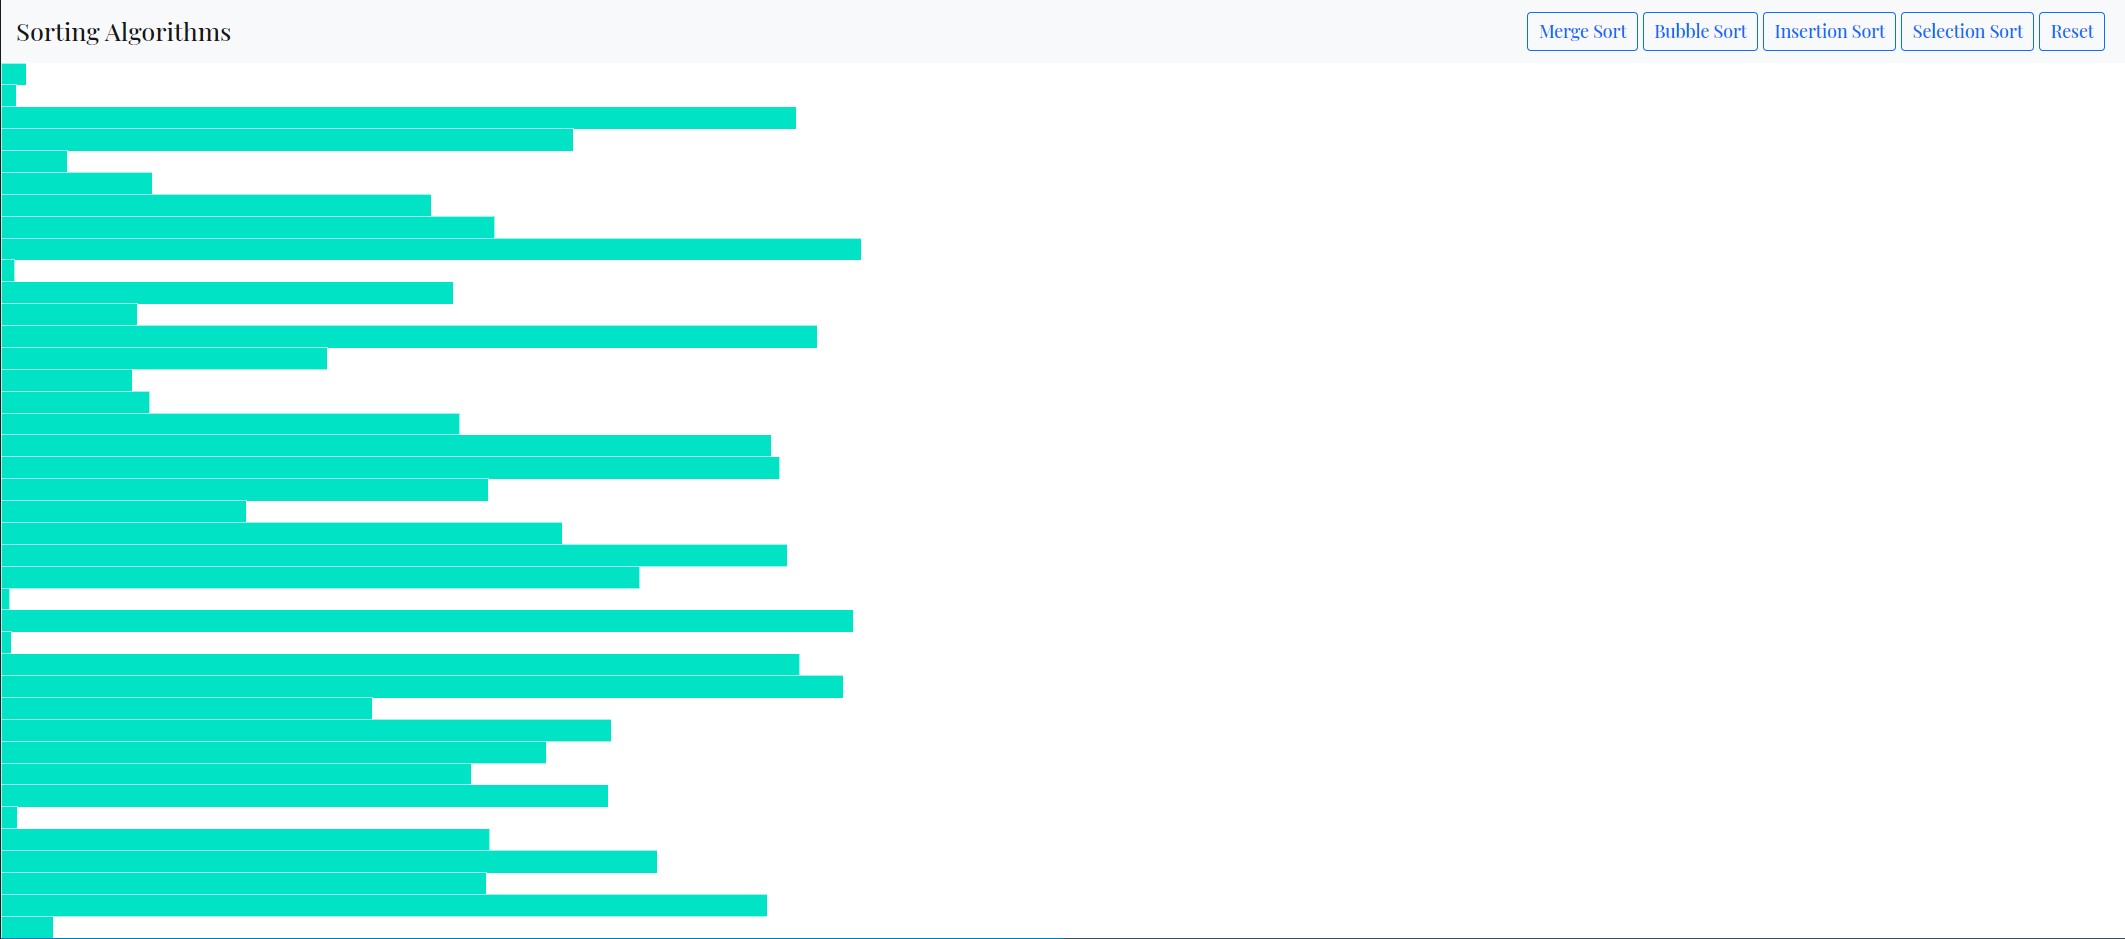 Sorting Algorithms
Merge Sort
Bubble Sort
Insertion Sort
Selection Sort
Reset